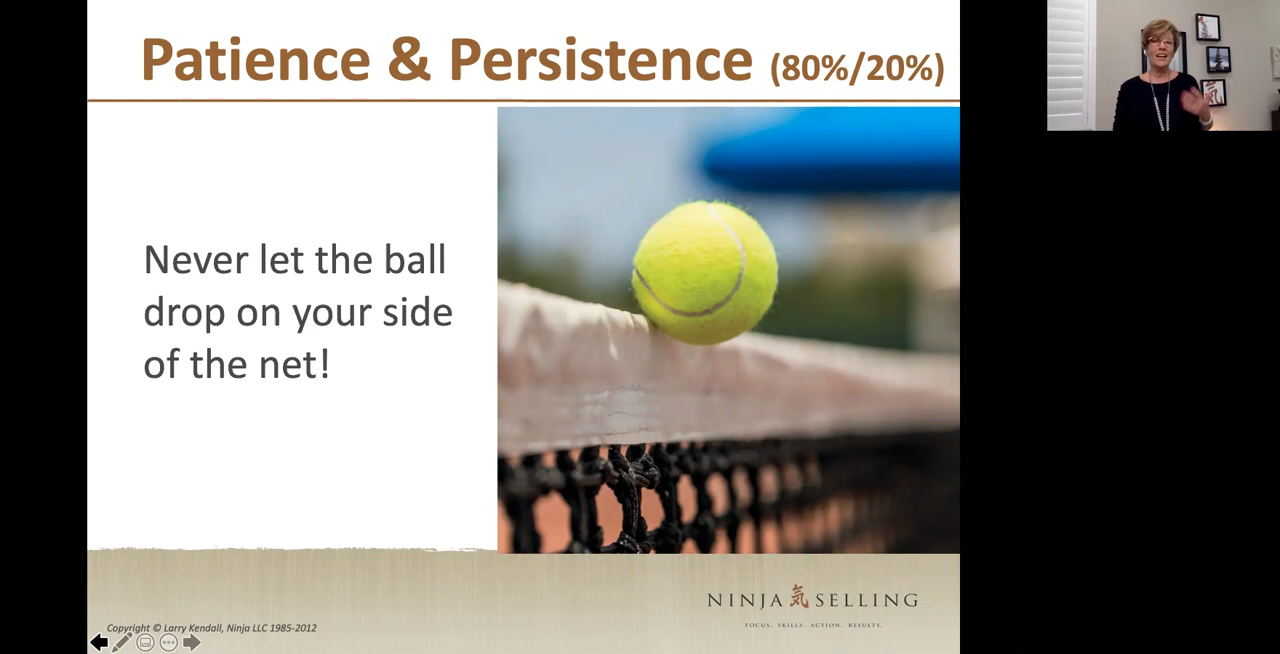 Patience & Persistence (80%/20%)
Never let the ball
drop on your side
of the net!
NINJA 気 SELLING
FOCUS. SKILLS. ACTION. RESULTS.
Copyright © Larry Kendall, Ninja LLC 1985-2012